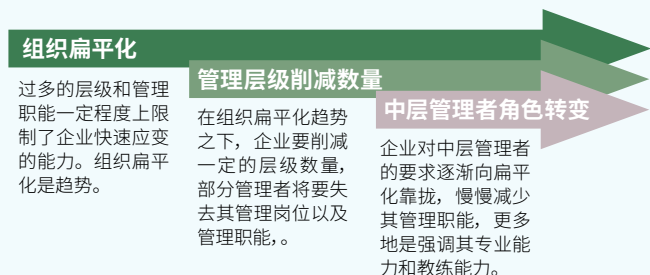 组织扁平化
过多的层级和管理
职能一定程度上限
制了企业快速应变
的能力。组织扁平
化是趋势。
管理层级削减数量
在组织扁平化趋势
之下，企业要削减
一定的层级数量，
部分管理者将要失
去其管理岗位以及
管理职能，。
中层管理者角色转变
企业对中层管理者
的要求逐渐向扁平
化靠拢，慢慢减少
其管理职能，更多
地是强调其专业能
力和教练能力。